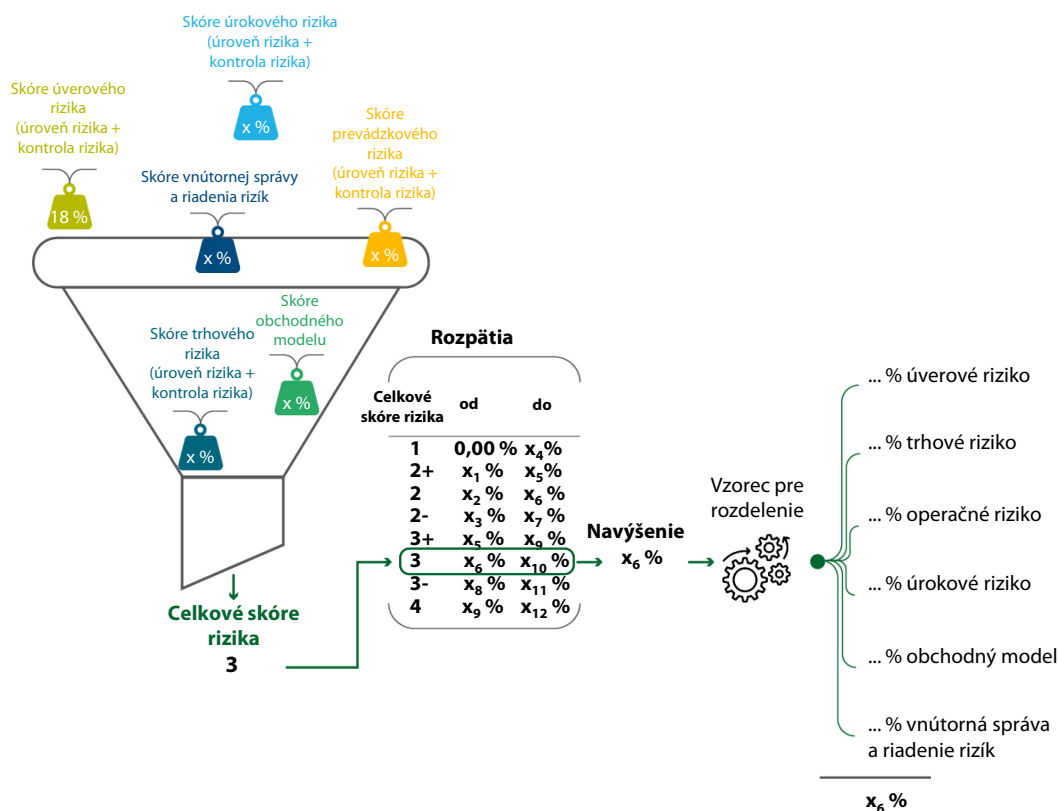 Skóre úrokového rizika
(úroveň rizika +
kontrola rizika)
x %
Skóre úverového
rizika
(úroveň rizika +
kontrola rizika)
18 %
Skóre
prevádzkového
rizika
(úroveň rizika +
kontrola rizika)
x %
Skóre vnútornej správy
a riadenia rizík
x %
Skóre
obchodného
modelu
x %
Skóre trhového
rizika
(úroveň rizika +
kontrola rizika)
x %
Celkové skóre
rizika
3
Rozpätia
Celkové
skóre rizika od do
1 0,00 % x₄%
2+ x₁ % x₅%
2 x₂ % x₆ %
2- x₃ % x₇ %
3+ x₅ % x₉ %
3 x₆ % x₁₀ %
3- x₈ % x₁₁ %
4 x₉ % x₁₂ %
Navýšenie
x₆ %
Vzorec pre
rozdelenie
... % úverové riziko
... % trhové riziko
... % operačné riziko
... % úrokové riziko
... % obchodný model
... % vnútorná správa
a riadenie rizík
x₆ %